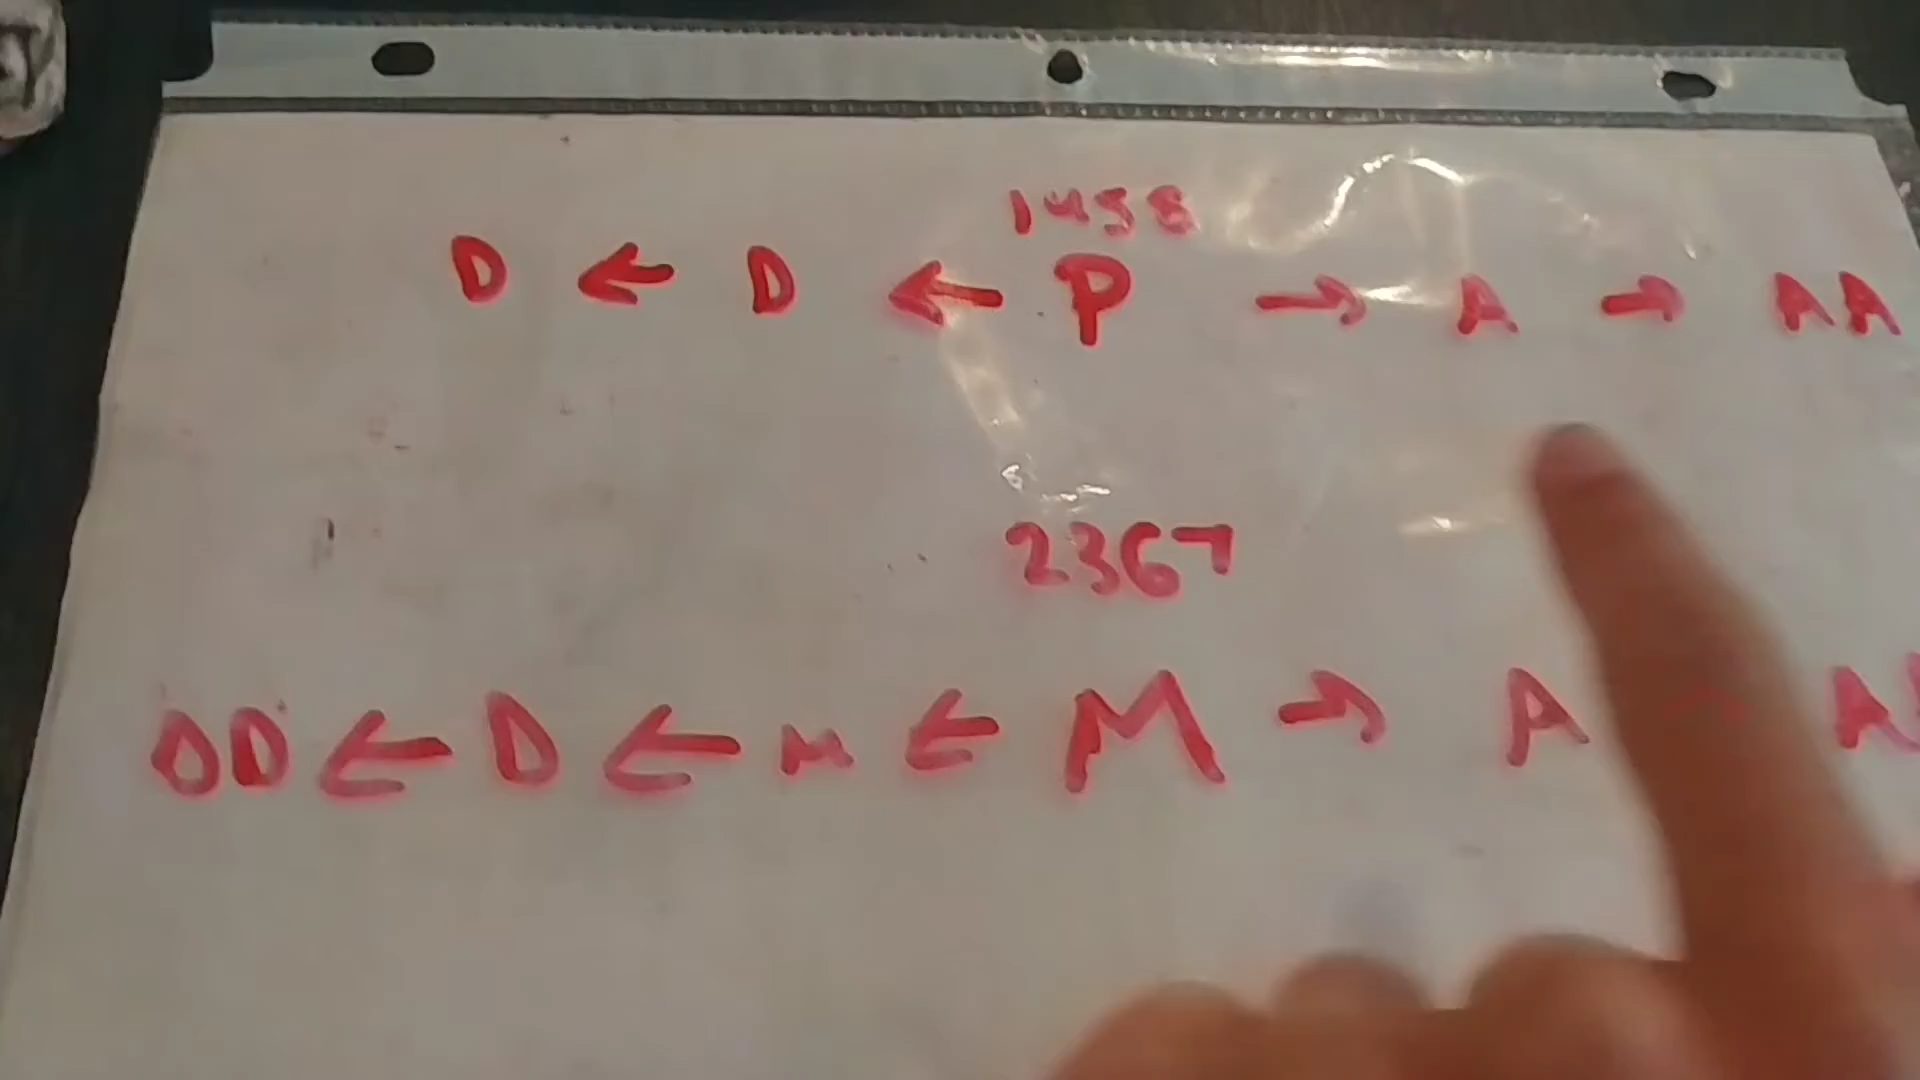 1458
D ← D ← P → A → AA
2367
DD ← D ← M ← M → A